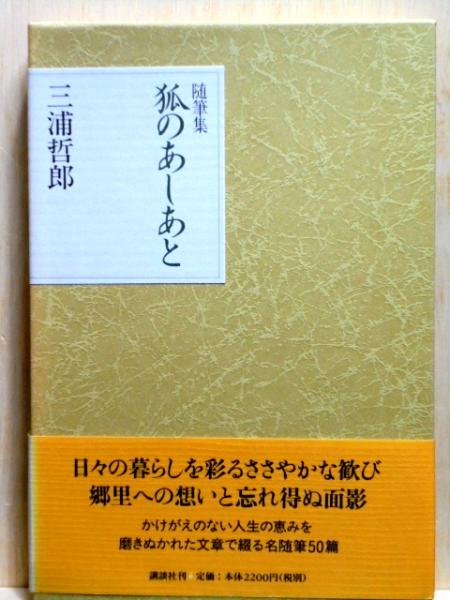 随筆集
狐のあしあと
三浦哲郎
日々の暮らしを彩るささやかな歓び
郷里への想いと忘れ得ぬ面影
かけがえのない人生の恵みを
磨きぬかれた文章で綴る名随筆50篇
講談社刊●定価：本体2200円(税別)